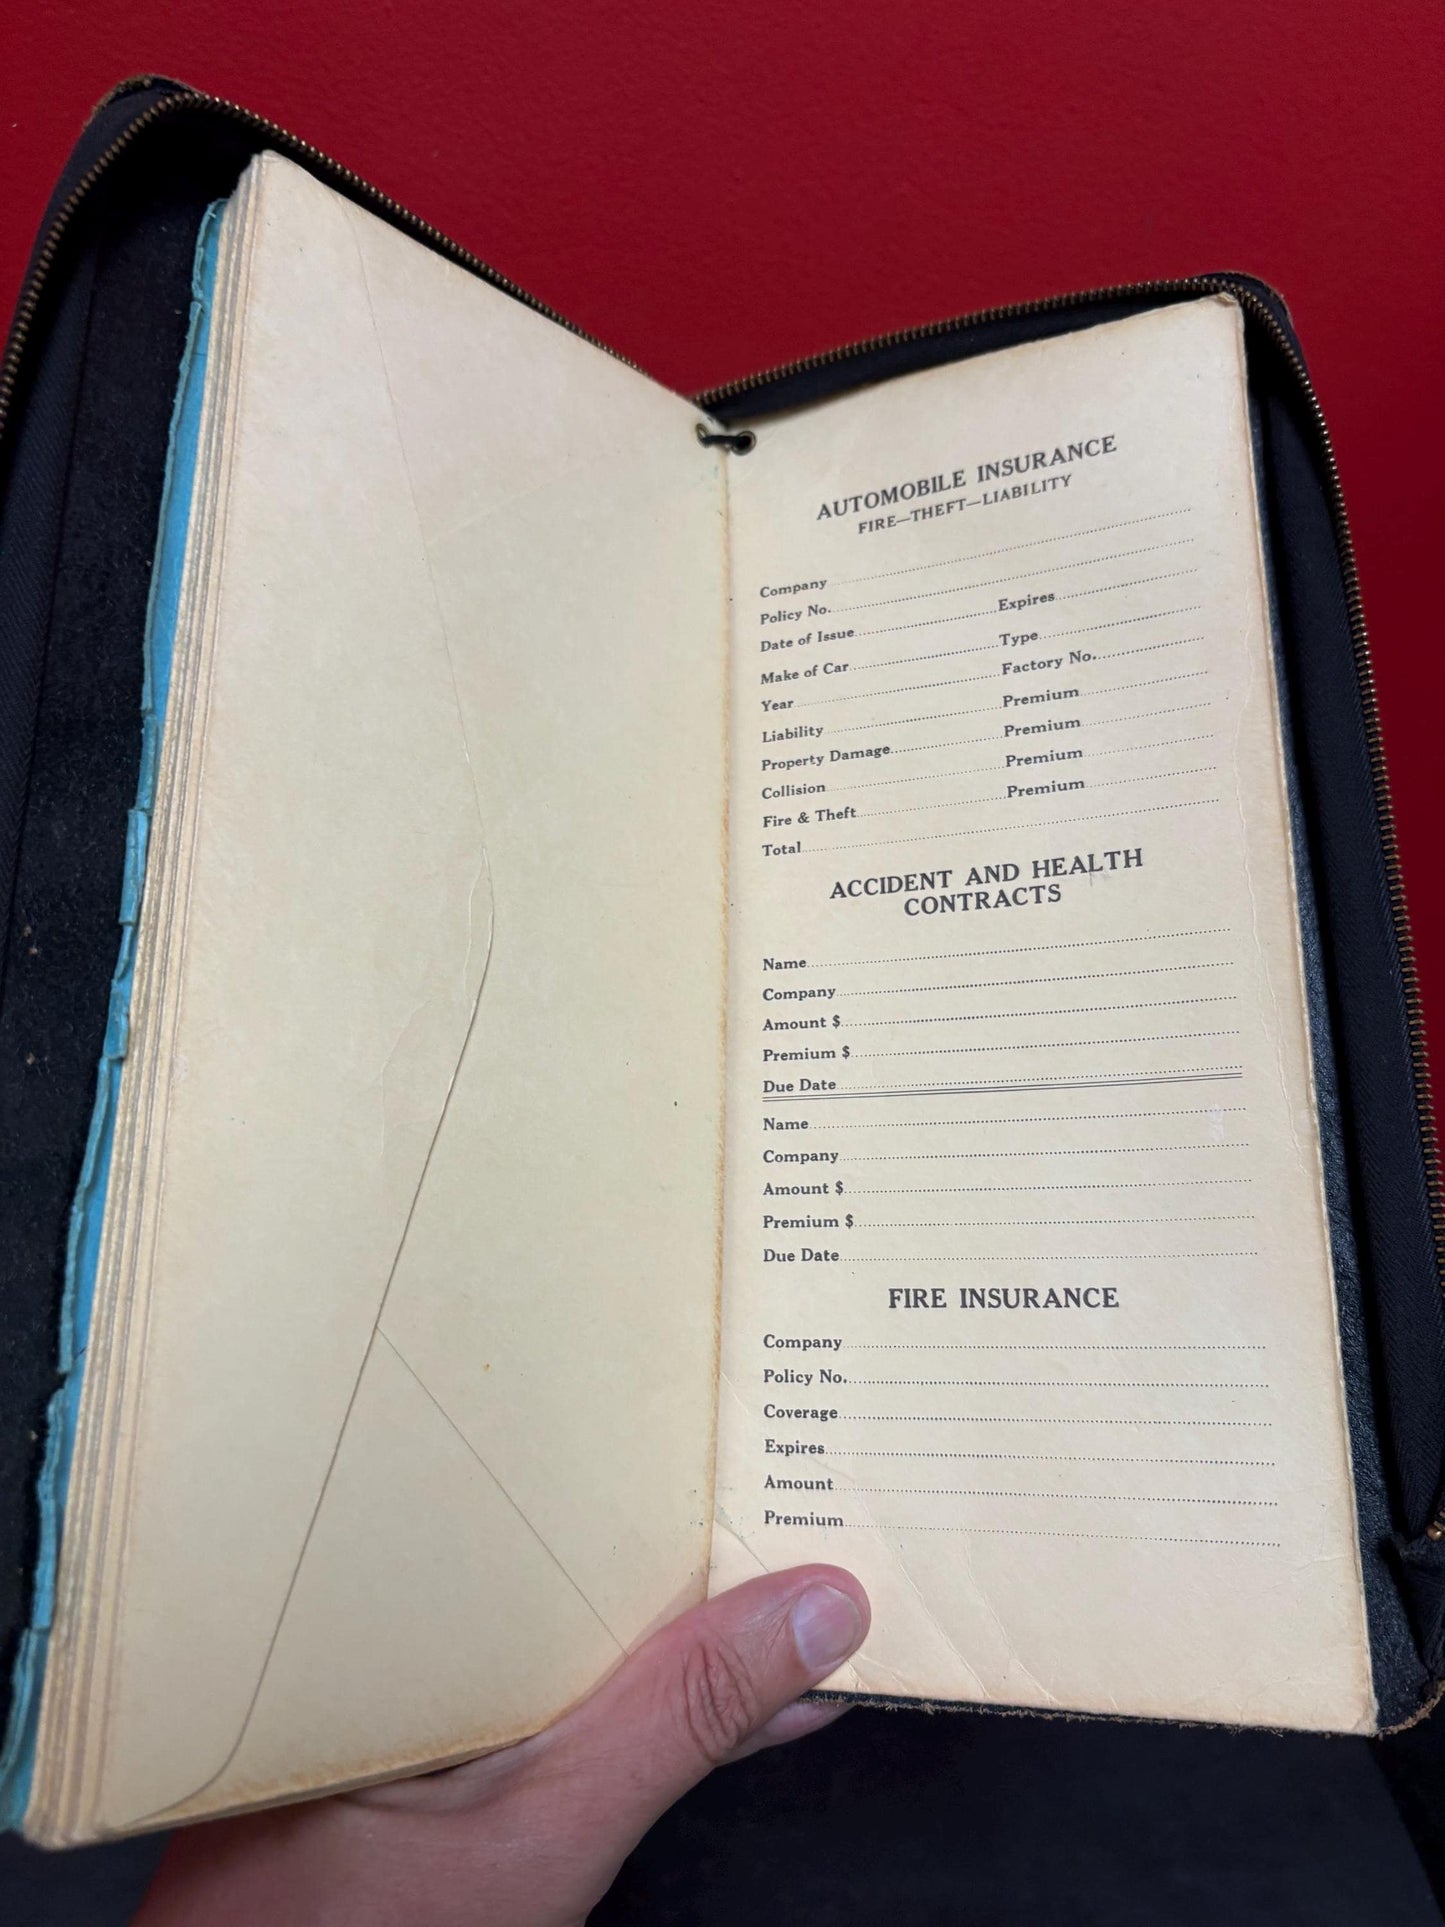 AUTOMOBILE INSURANCE
FIRE—THEFT—LIABILITY
Company
Policy No.
Date of Issue Expires
Make of Car Type
Year Factory No.
Liability Premium
Property Damage Premium
Collision Premium
Fire & Theft Premium
Total
ACCIDENT AND HEALTH
CONTRACTS
Name
Company
Amount $
Premium $
Due Date
Name
Company
Amount $
Premium $
Due Date
FIRE INSURANCE
Company
Policy No.
Coverage
Expires
Amount
Premium